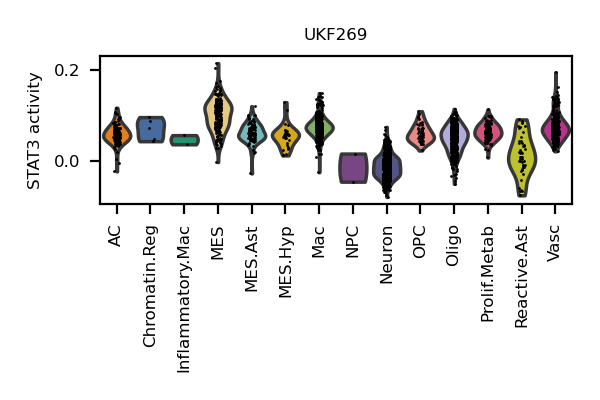 UKF269
STAT3 activity
0.2
0.0
AC
Chromatin.Reg
Inflammatory.Mac
MES
MES.Ast
MES.Hyp
Mac
NPC
Neuron
OPC
Oligo
Prolif.Metab
Reactive.Ast
Vasc